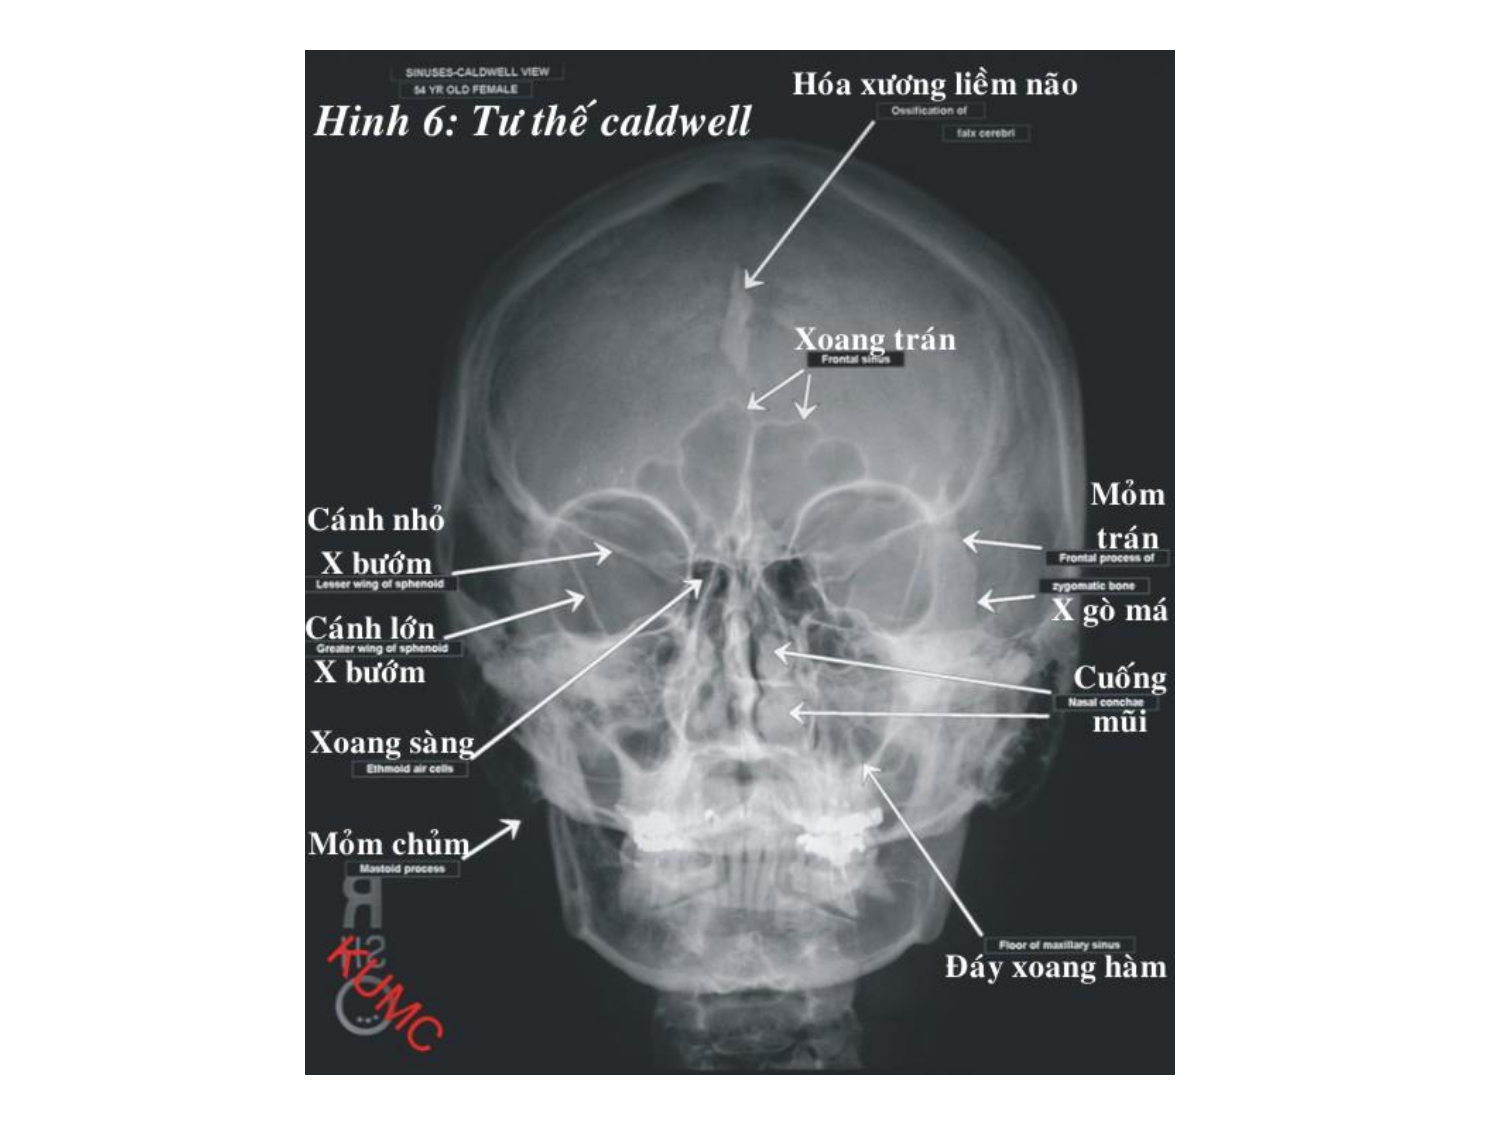 SINUSES-CALDWELL VIEW
54 YR OLD FEMALE
Hinh 6: Tư thế caldwell
Hóa xương liềm não
Ossification of
falx cerebri
Xoang trán
Frontal sinus
Cánh nhỏ
X bướm
Lesser wing of sphenoid
Cánh lớn
Greater wing of sphenoid
X bướm
Xoang sàng
Ethmoid air cells
Mỏm chủm
Mastoid process
Mỏm
trán
Frontal process of
zygomatic bone
X gò má
Cuống
Nasal conchae
mũi
Floor of maxillary sinus
Đáy xoang hàm
R
KUMC